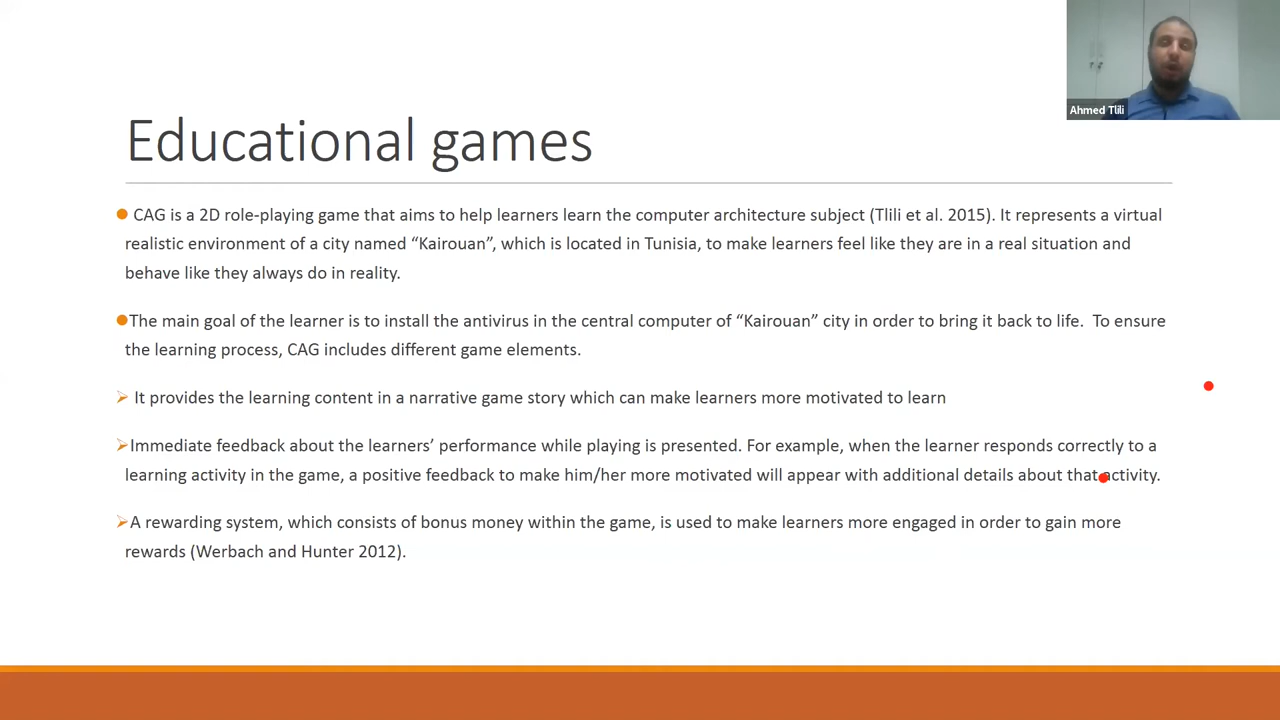 Ahmed Tlili
Educational games
CAG is a 2D role-playing game that aims to help learners learn the computer architecture subject (Tlili et al. 2015). It represents a virtual
realistic environment of a city named “Kairouan”, which is located in Tunisia, to make learners feel like they are in a real situation and
behave like they always do in reality.
The main goal of the learner is to install the antivirus in the central computer of “Kairouan” city in order to bring it back to life. To ensure
the learning process, CAG includes different game elements.
It provides the learning content in a narrative game story which can make learners more motivated to learn
Immediate feedback about the learners’ performance while playing is presented. For example, when the learner responds correctly to a
learning activity in the game, a positive feedback to make him/her more motivated will appear with additional details about that activity.
A rewarding system, which consists of bonus money within the game, is used to make learners more engaged in order to gain more
rewards (Werbach and Hunter 2012).